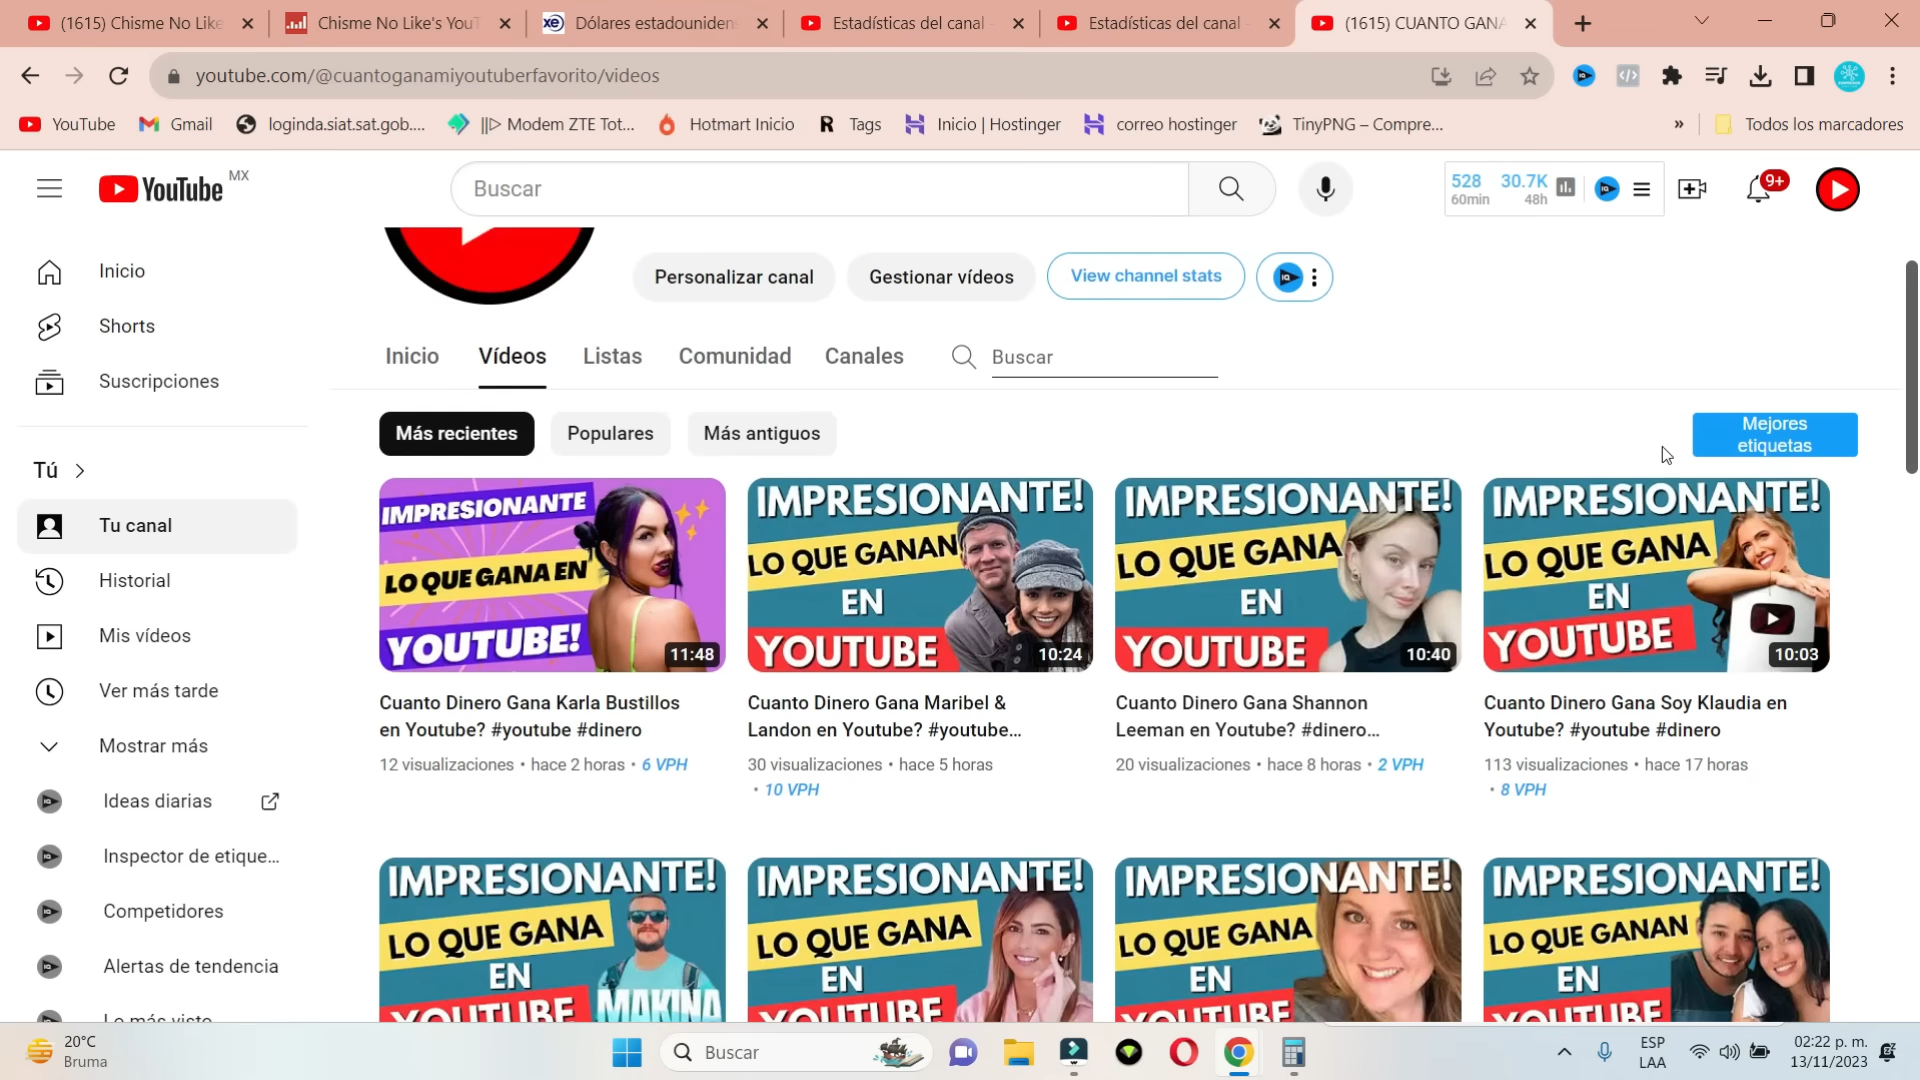 (1615) Chisme No Like
Chisme No Like's YouT
Dólares estadouniden
Estadísticas del canal -
Estadísticas del canal -
(1615) CUANTO GANA
youtube.com/@cuantoganamiyoutuberfavorito/videos
YouTube
Gmail
loginda.siat.sat.gob....
||▷ Modem ZTE Tot...
Hotmart Inicio
Tags
Inicio | Hostinger
correo hostinger
TinyPNG – Compre...
»
Todos los marcadores
YouTube MX
Buscar
528 30.7K
60min 48h
9+
Inicio
Shorts
Suscripciones
Tú
Tu canal
Historial
Mis vídeos
Ver más tarde
Mostrar más
Ideas diarias
Inspector de etique...
Competidores
Alertas de tendencia
Lo más visto
Personalizar canal
Gestionar vídeos
View channel stats
Inicio
Vídeos
Listas
Comunidad
Canales
Buscar
Más recientes
Populares
Más antiguos
Mejores
etiquetas
IMPRESIONANTE
LO QUE GANA EN
YOUTUBE!
11:48
Cuanto Dinero Gana Karla Bustillos
en Youtube? #youtube #dinero
12 visualizaciones • hace 2 horas • 6 VPH
IMPRESIONANTE!
LO QUE GANAN
EN
YOUTUBE
10:24
Cuanto Dinero Gana Maribel &
Landon en Youtube? #youtube...
30 visualizaciones • hace 5 horas
• 10 VPH
IMPRESIONANTE!
LO QUE GANA
EN
YOUTUBE
10:40
Cuanto Dinero Gana Shannon
Leeman en Youtube? #dinero...
20 visualizaciones • hace 8 horas • 2 VPH
IMPRESIONANTE!
LO QUE GANA
EN
YOUTUBE
10:03
Cuanto Dinero Gana Soy Klaudia en
Youtube? #youtube #dinero
113 visualizaciones • hace 17 horas
• 8 VPH
IMPRESIONANTE!
LO QUE GANA
EN
YOUTUBE
MAKINA
IMPRESIONANTE!
LO QUE GANA
EN
YOUTUBE
IMPRESIONANTE!
LO QUE GANA
EN
YOUTUBE
IMPRESIONANTE!
LO QUE GANAN
EN
YOUTUBE
20°C
Bruma
Buscar
ESP
LAA
02:22 p. m.
13/11/2023